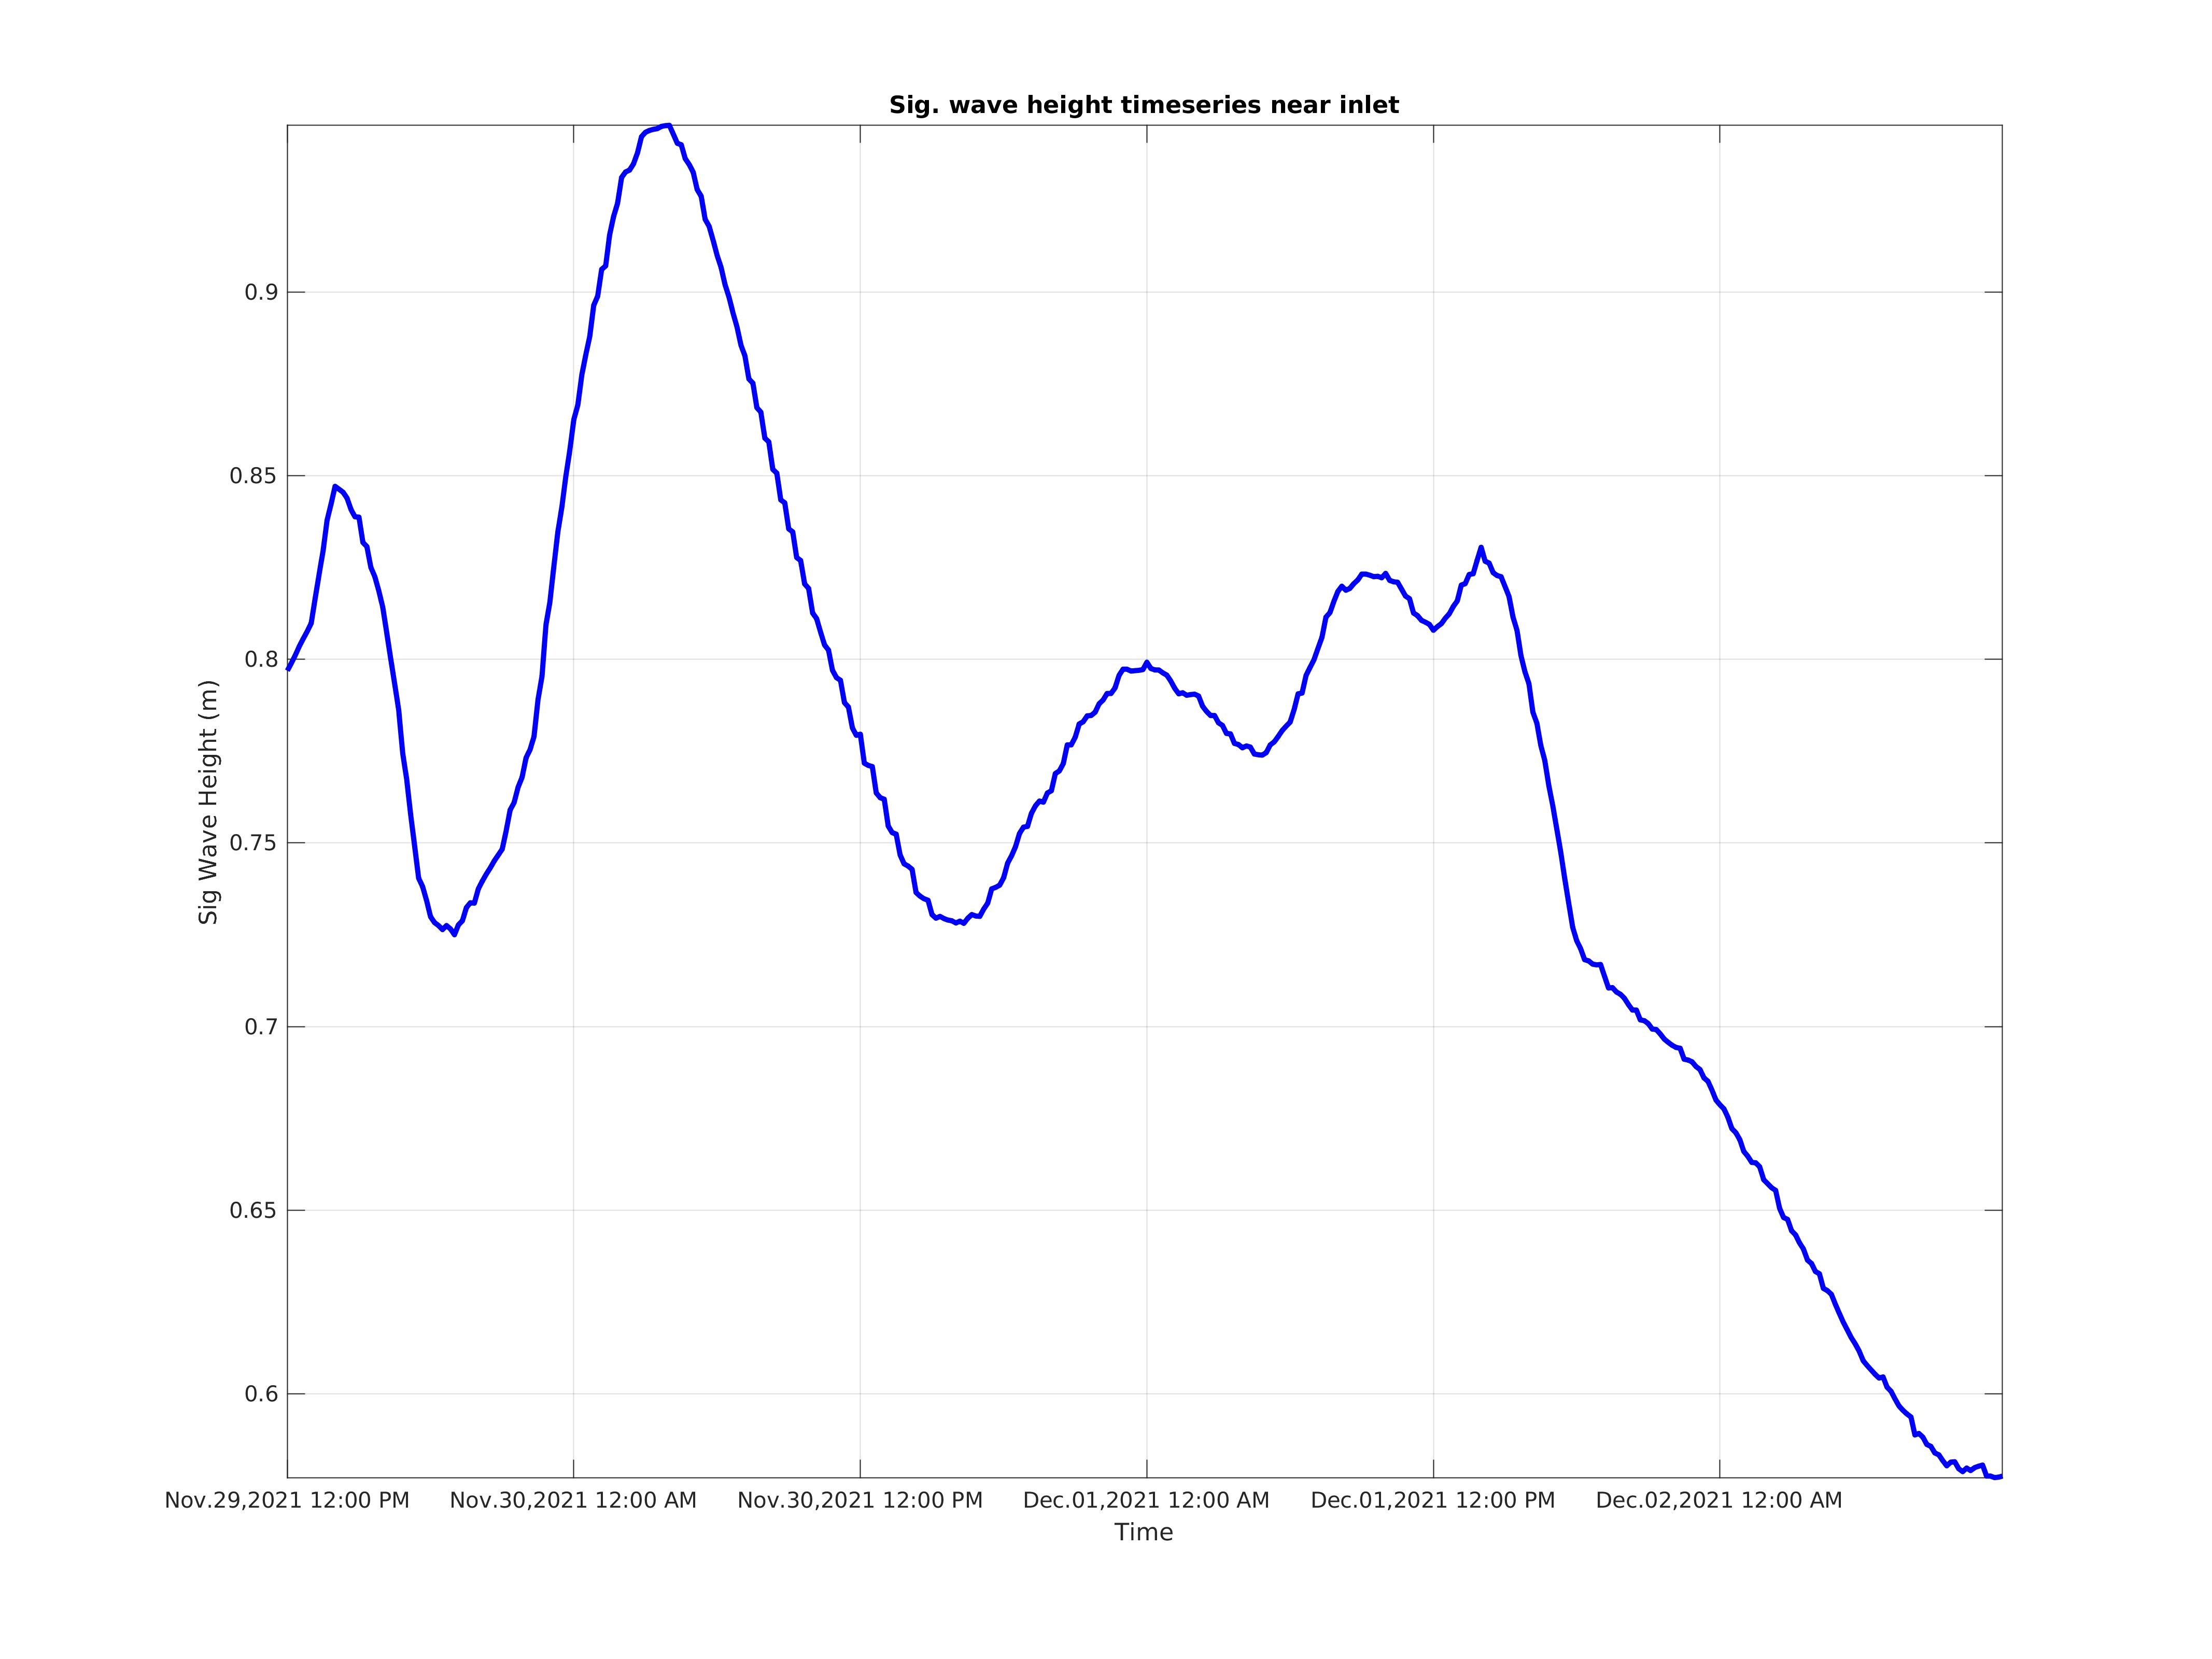 Sig. wave height timeseries near inlet
0.9
0.85
0.8
0.75
0.7
0.65
0.6
Sig Wave Height (m)
Nov.29,2021 12:00 PM
Nov.30,2021 12:00 AM
Nov.30,2021 12:00 PM
Dec.01,2021 12:00 AM
Dec.01,2021 12:00 PM
Dec.02,2021 12:00 AM
Time